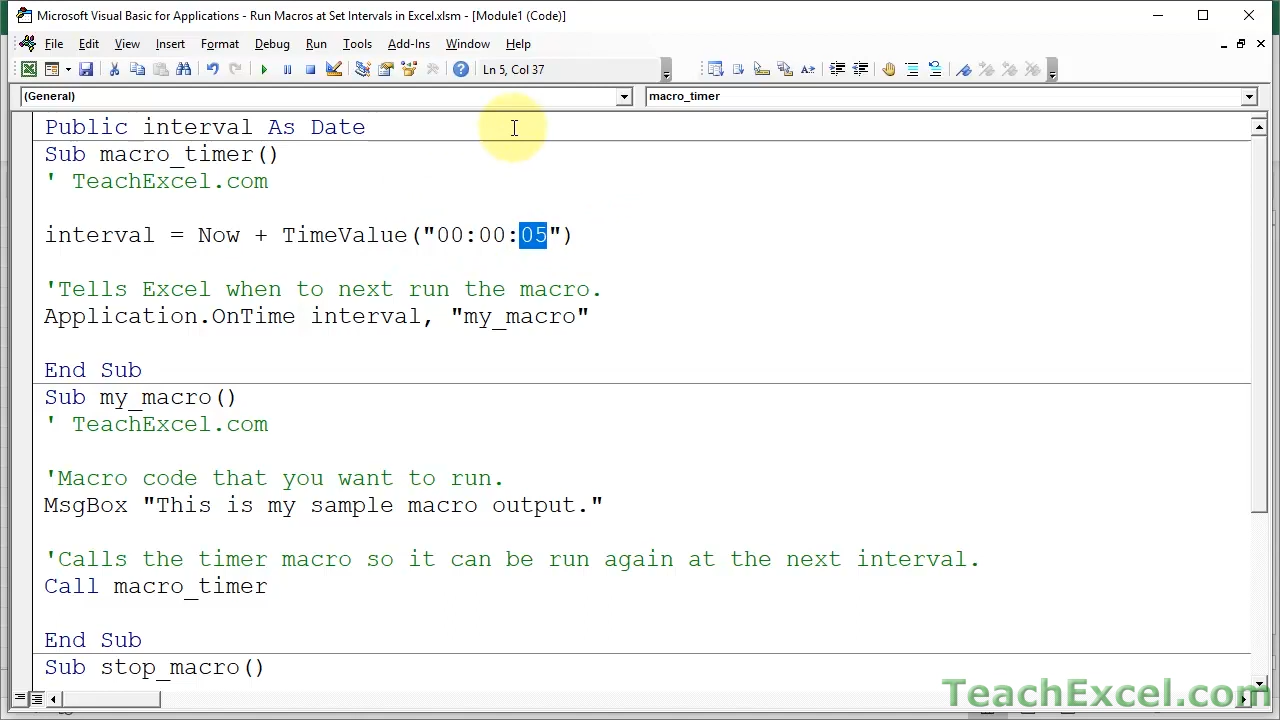 Microsoft Visual Basic for Applications - Run Macros at Set Intervals in Excel.xlsm - [Module1 (Code)]
File Edit View Insert Format Debug Run Tools Add-Ins Window Help
Ln 5, Col 37
(General) macro_timer
Public interval As Date
Sub macro_timer()
' TeachExcel.com
interval = Now + TimeValue("00:00:05")
'Tells Excel when to next run the macro.
Application.OnTime interval, "my_macro"
End Sub
Sub my_macro()
' TeachExcel.com
'Macro code that you want to run.
MsgBox "This is my sample macro output."
'Calls the timer macro so it can be run again at the next interval.
Call macro_timer
End Sub
Sub stop_macro()
TeachExcel.com